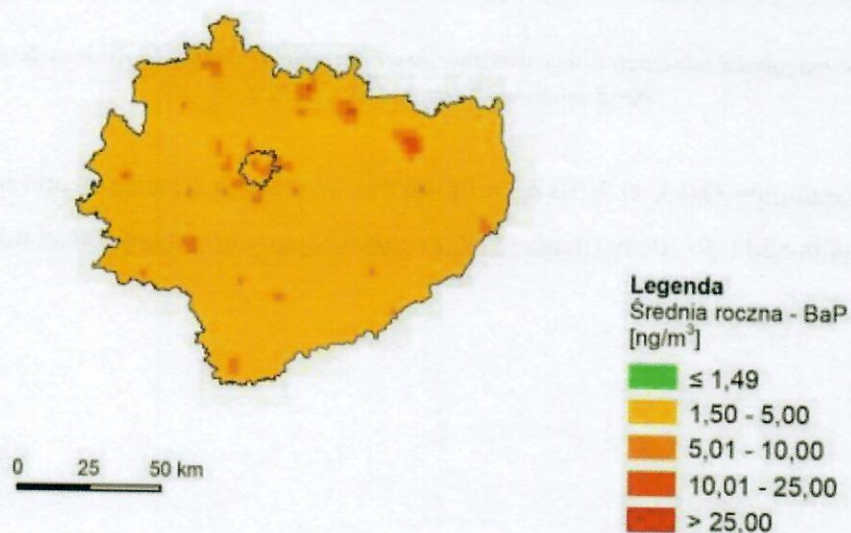 Legenda
Średnia roczna - BaP
[ng/m³]
≤ 1,49
1,50 - 5,00
5,01 - 10,00
10,01 - 25,00
> 25,00
0 25 50 km